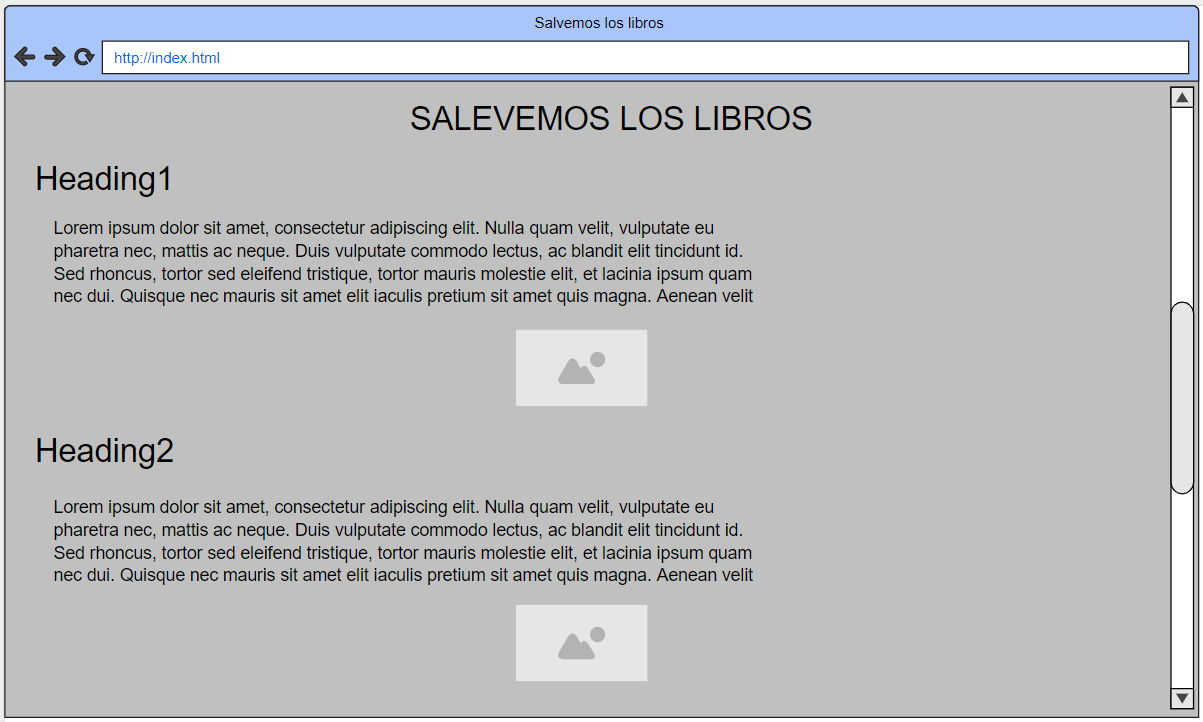 Salvemos los libros
http://index.html
SALEVEMOS LOS LIBROS
Heading1
Lorem ipsum dolor sit amet, consectetur adipiscing elit. Nulla quam velit, vulputate eu
pharetra nec, mattis ac neque. Duis vulputate commodo lectus, ac blandit elit tincidunt id.
Sed rhoncus, tortor sed eleifend tristique, tortor mauris molestie elit, et lacinia ipsum quam
nec dui. Quisque nec mauris sit amet elit iaculis pretium sit amet quis magna. Aenean velit
Heading2
Lorem ipsum dolor sit amet, consectetur adipiscing elit. Nulla quam velit, vulputate eu
pharetra nec, mattis ac neque. Duis vulputate commodo lectus, ac blandit elit tincidunt id.
Sed rhoncus, tortor sed eleifend tristique, tortor mauris molestie elit, et lacinia ipsum quam
nec dui. Quisque nec mauris sit amet elit iaculis pretium sit amet quis magna. Aenean velit